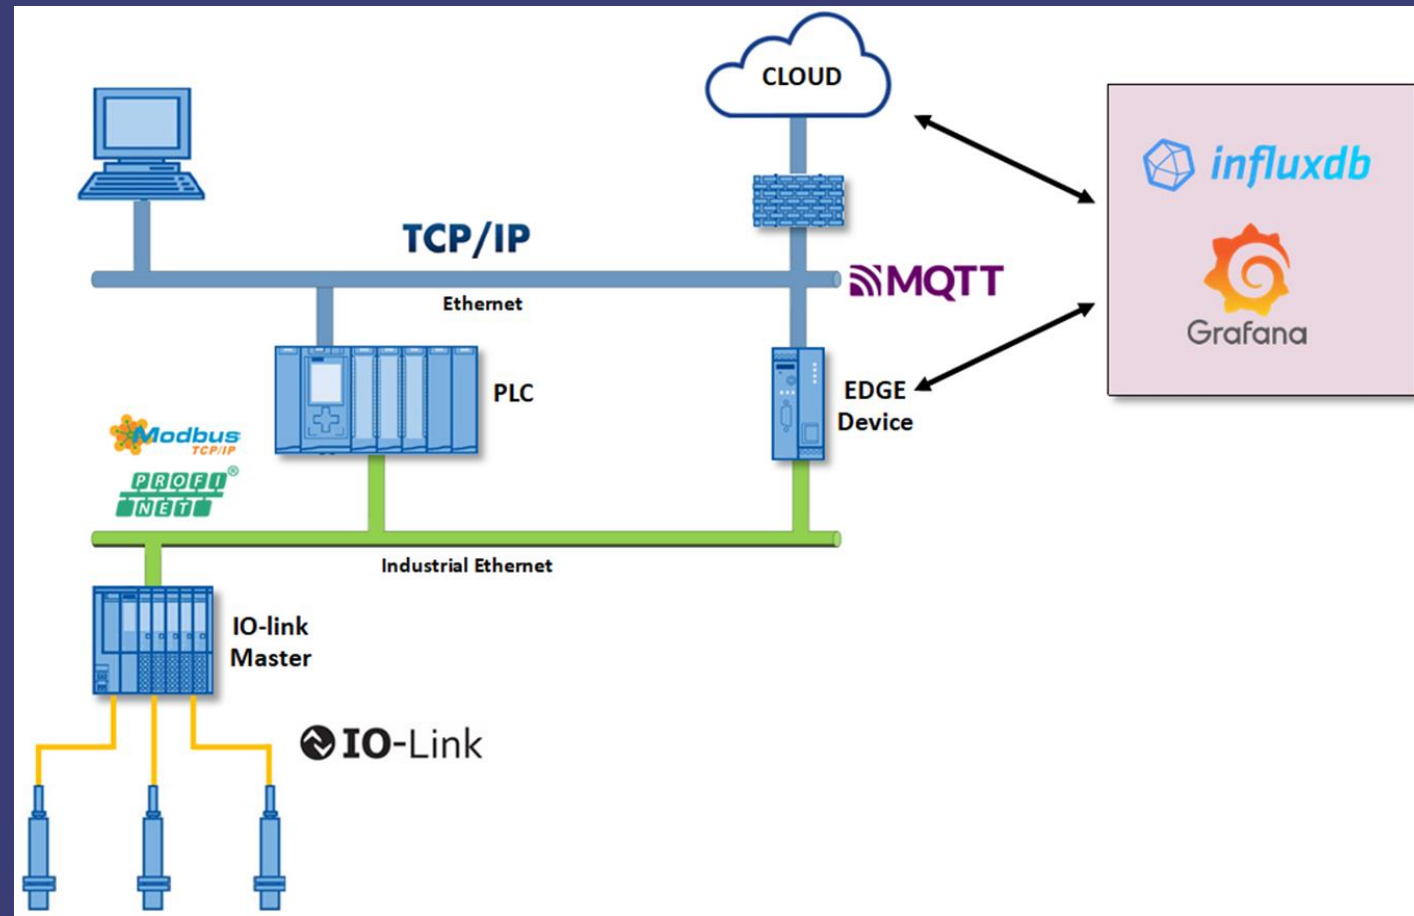 CLOUD
influxdb
TCP/IP
MQTT
Ethernet
Grafana
PLC
EDGE
Device
Modbus
TCP/IP
PROFI
NET
®
Industrial Ethernet
IO-link
Master
IO-Link